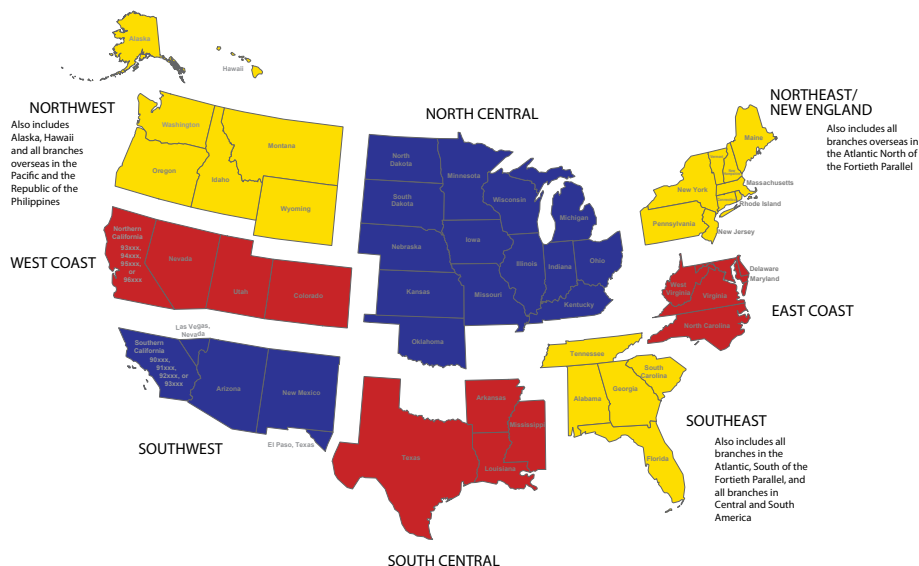 Alaska
Hawaii
NORTHWEST
Also includes
Alaska, Hawaii
and all branches
overseas in the
Pacific and the
Republic of the
Philippines
Washington
Oregon
Idaho
Montana
Wyoming
WEST COAST
Northern
California
93xxx,
94xxx,
95xxx,
or
96xxx
Nevada
Utah
Colorado
Las Vegas,
Nevada
Southern
California
90xxx,
91xxx,
92xxx, or
93xxx
Arizona
New Mexico
El Paso, Texas
SOUTHWEST
NORTH CENTRAL
North
Dakota
South
Dakota
Nebraska
Kansas
Oklahoma
Minnesota
Iowa
Missouri
Wisconsin
Illinois
Michigan
Indiana
Ohio
Kentucky
Texas
Arkansas
Louisiana
Mississippi
SOUTH CENTRAL
NORTHEAST/
NEW ENGLAND
Also includes all
branches overseas in
the Atlantic North of
the Fortieth Parallel
Maine
New York
Pennsylvania
Massachusetts
Rhode Island
New Jersey
Delaware
Maryland
West
Virginia
Virginia
North Carolina
EAST COAST
Tennessee
South
Carolina
Alabama
Georgia
Florida
SOUTHEAST
Also includes all
branches in the
Atlantic, South of the
Fortieth Parallel, and
all branches in
Central and South
America